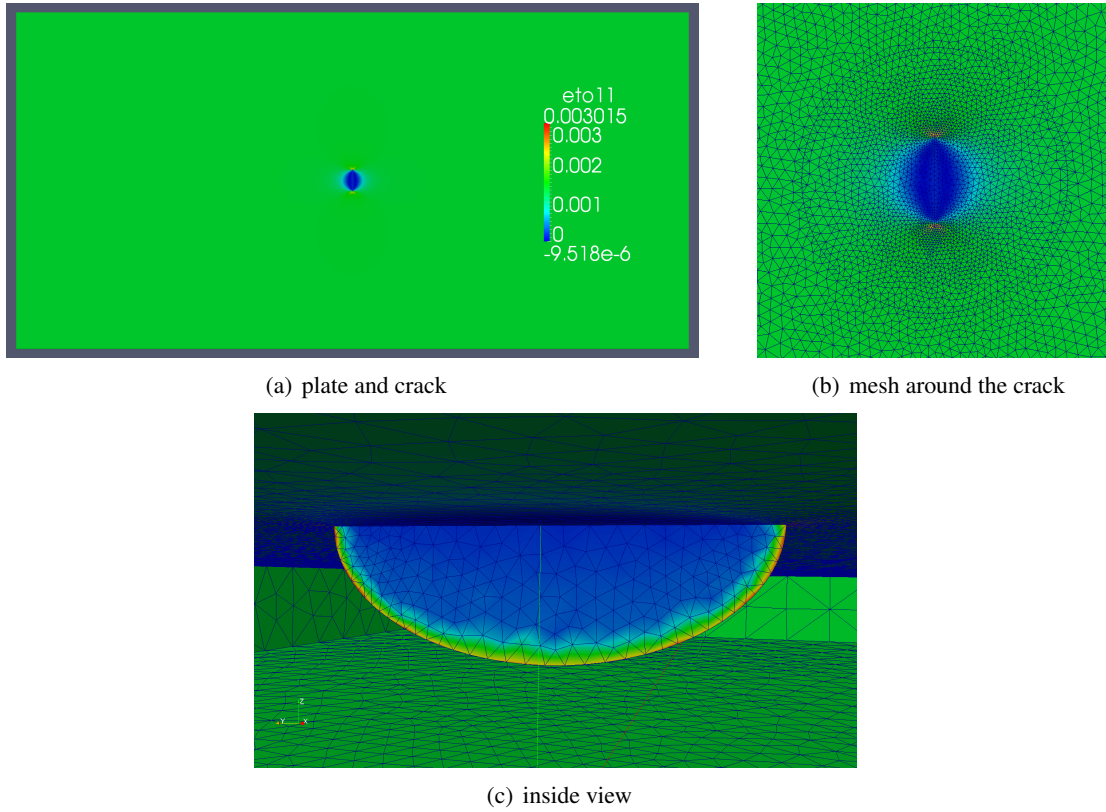 eto11
0.003015
0.003
0.002
0.001
0
-9.518e-6
(a) plate and crack
(b) mesh around the crack
Z
Y
X
(c) inside view